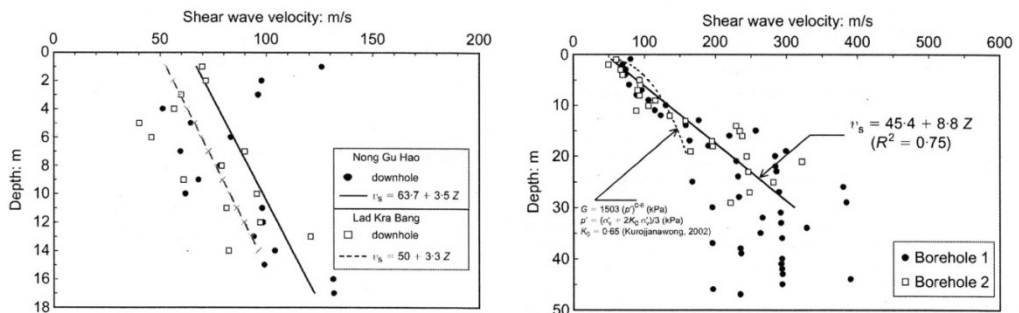 Shear wave velocity: m/s
0 50 100 150 200
Depth: m
0
2
4
6
8
10
12
14
16
18
Nong Gu Hao
downhole
vs = 63·7 + 3·5 Z
Lad Kra Bang
downhole
vs = 50 + 3·3 Z
Shear wave velocity: m/s
0 100 200 300 400 500 600
Depth: m
0
10
20
30
40
50
vs = 45·4 + 8·8 Z
(R² = 0·75)
G = 1503 (p′)
(kPa)
p′ = (σ′v = 2K0 σ′v)/3 (kPa)
K0 = 0·65 (Kurojjanawong, 2002)
Borehole 1
Borehole 2